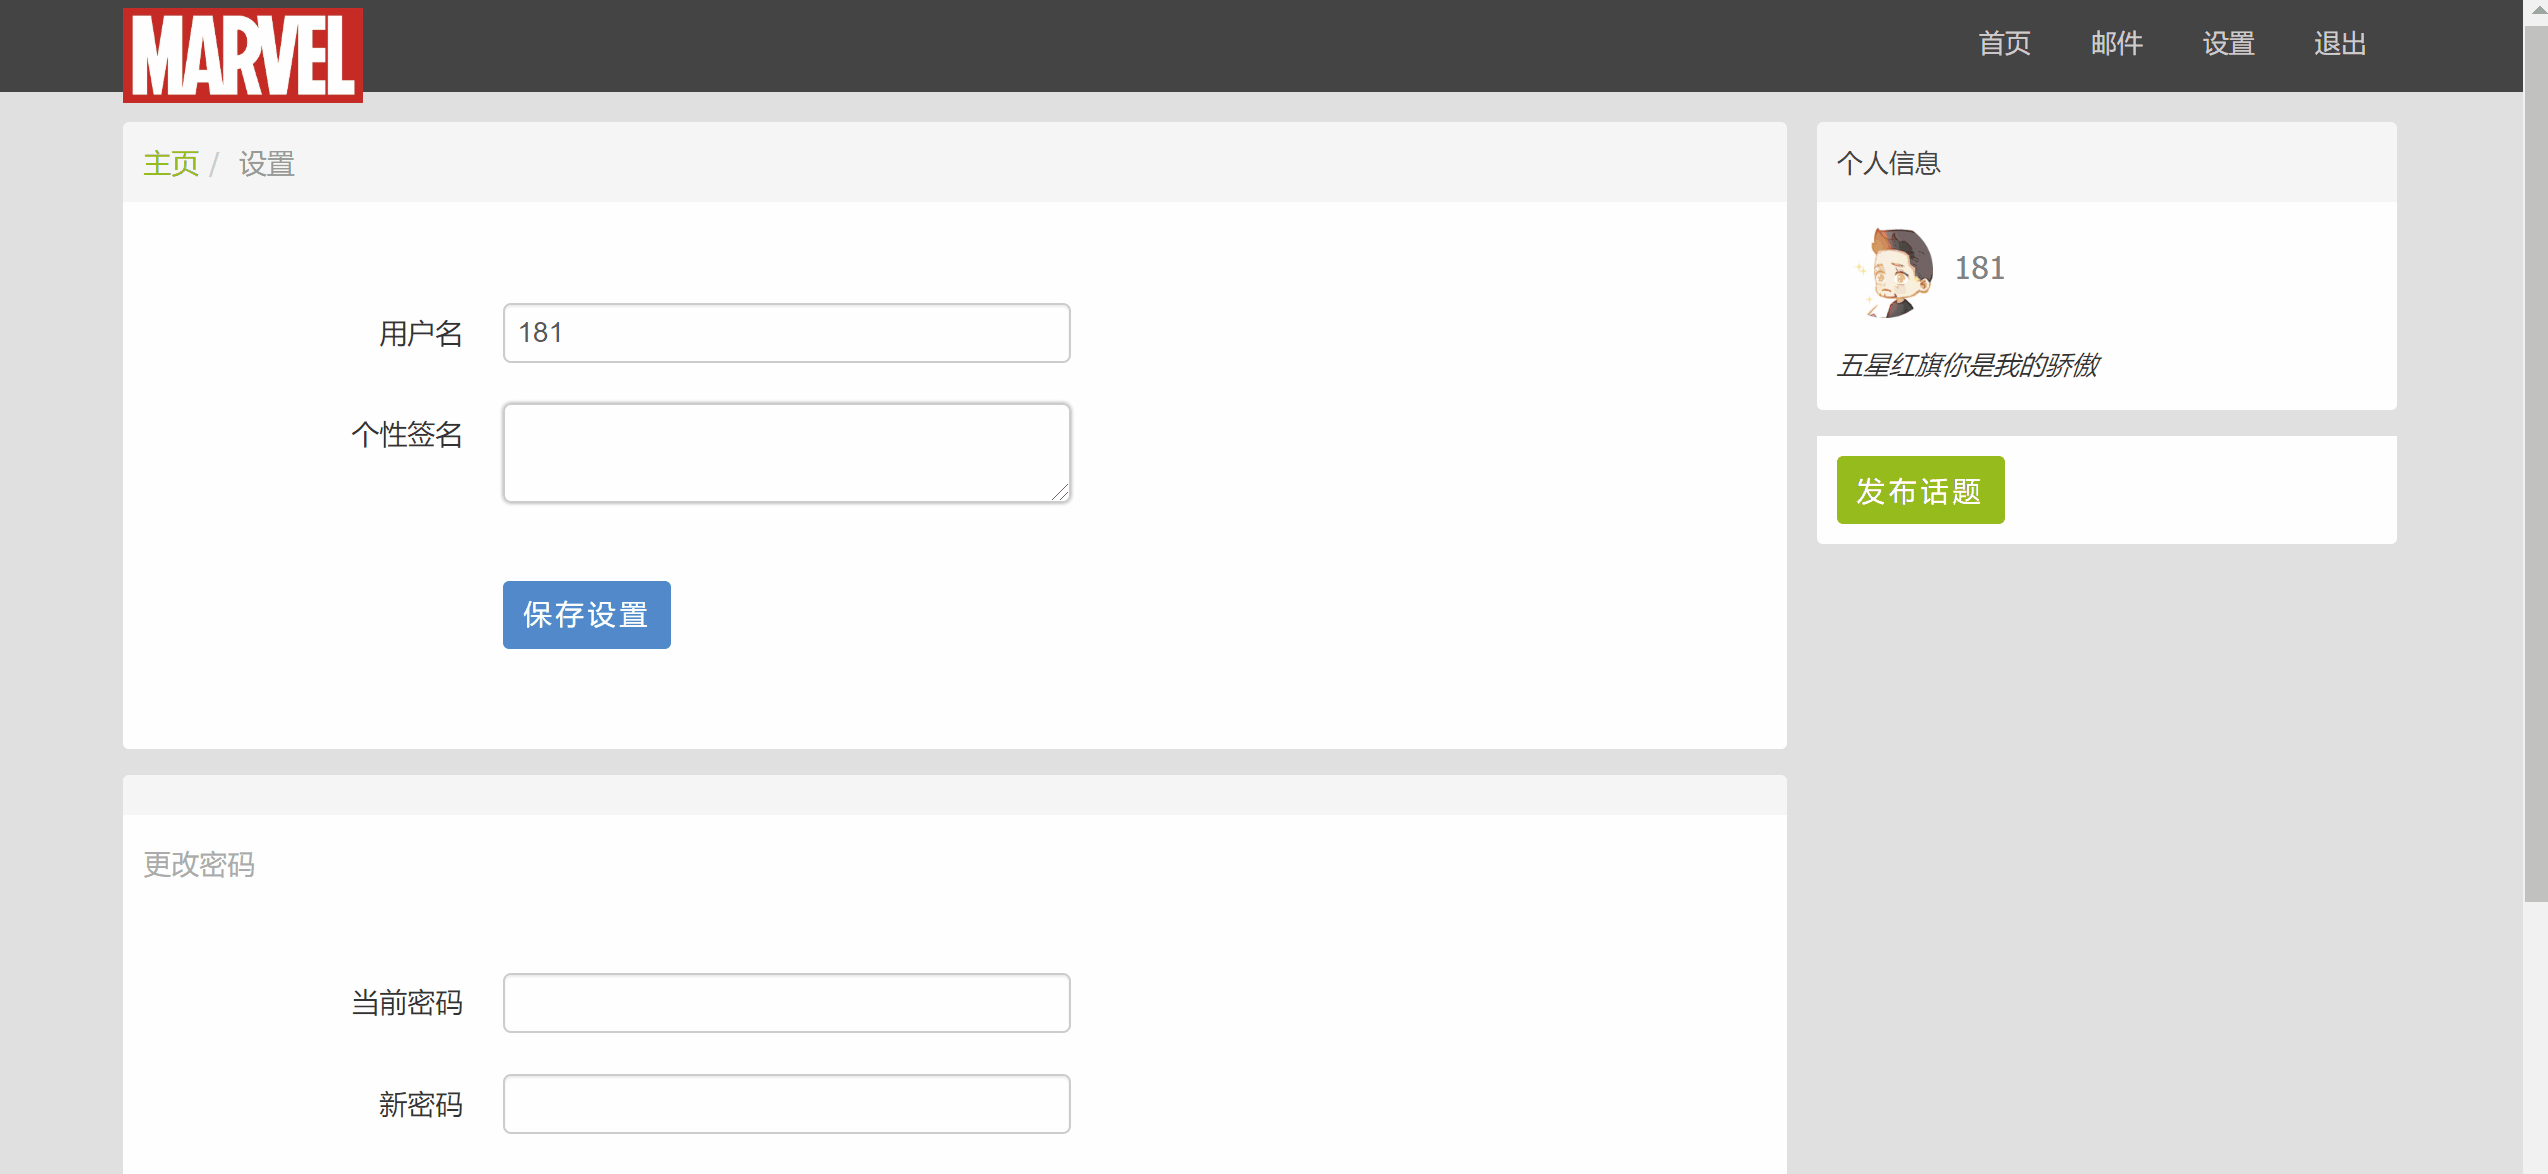 MARVEL
首页 邮件 设置 退出
主页 / 设置
用户名 181
个性签名
保存设置
更改密码
当前密码
新密码
个人信息
181
五星红旗你是我的骄傲
发布话题